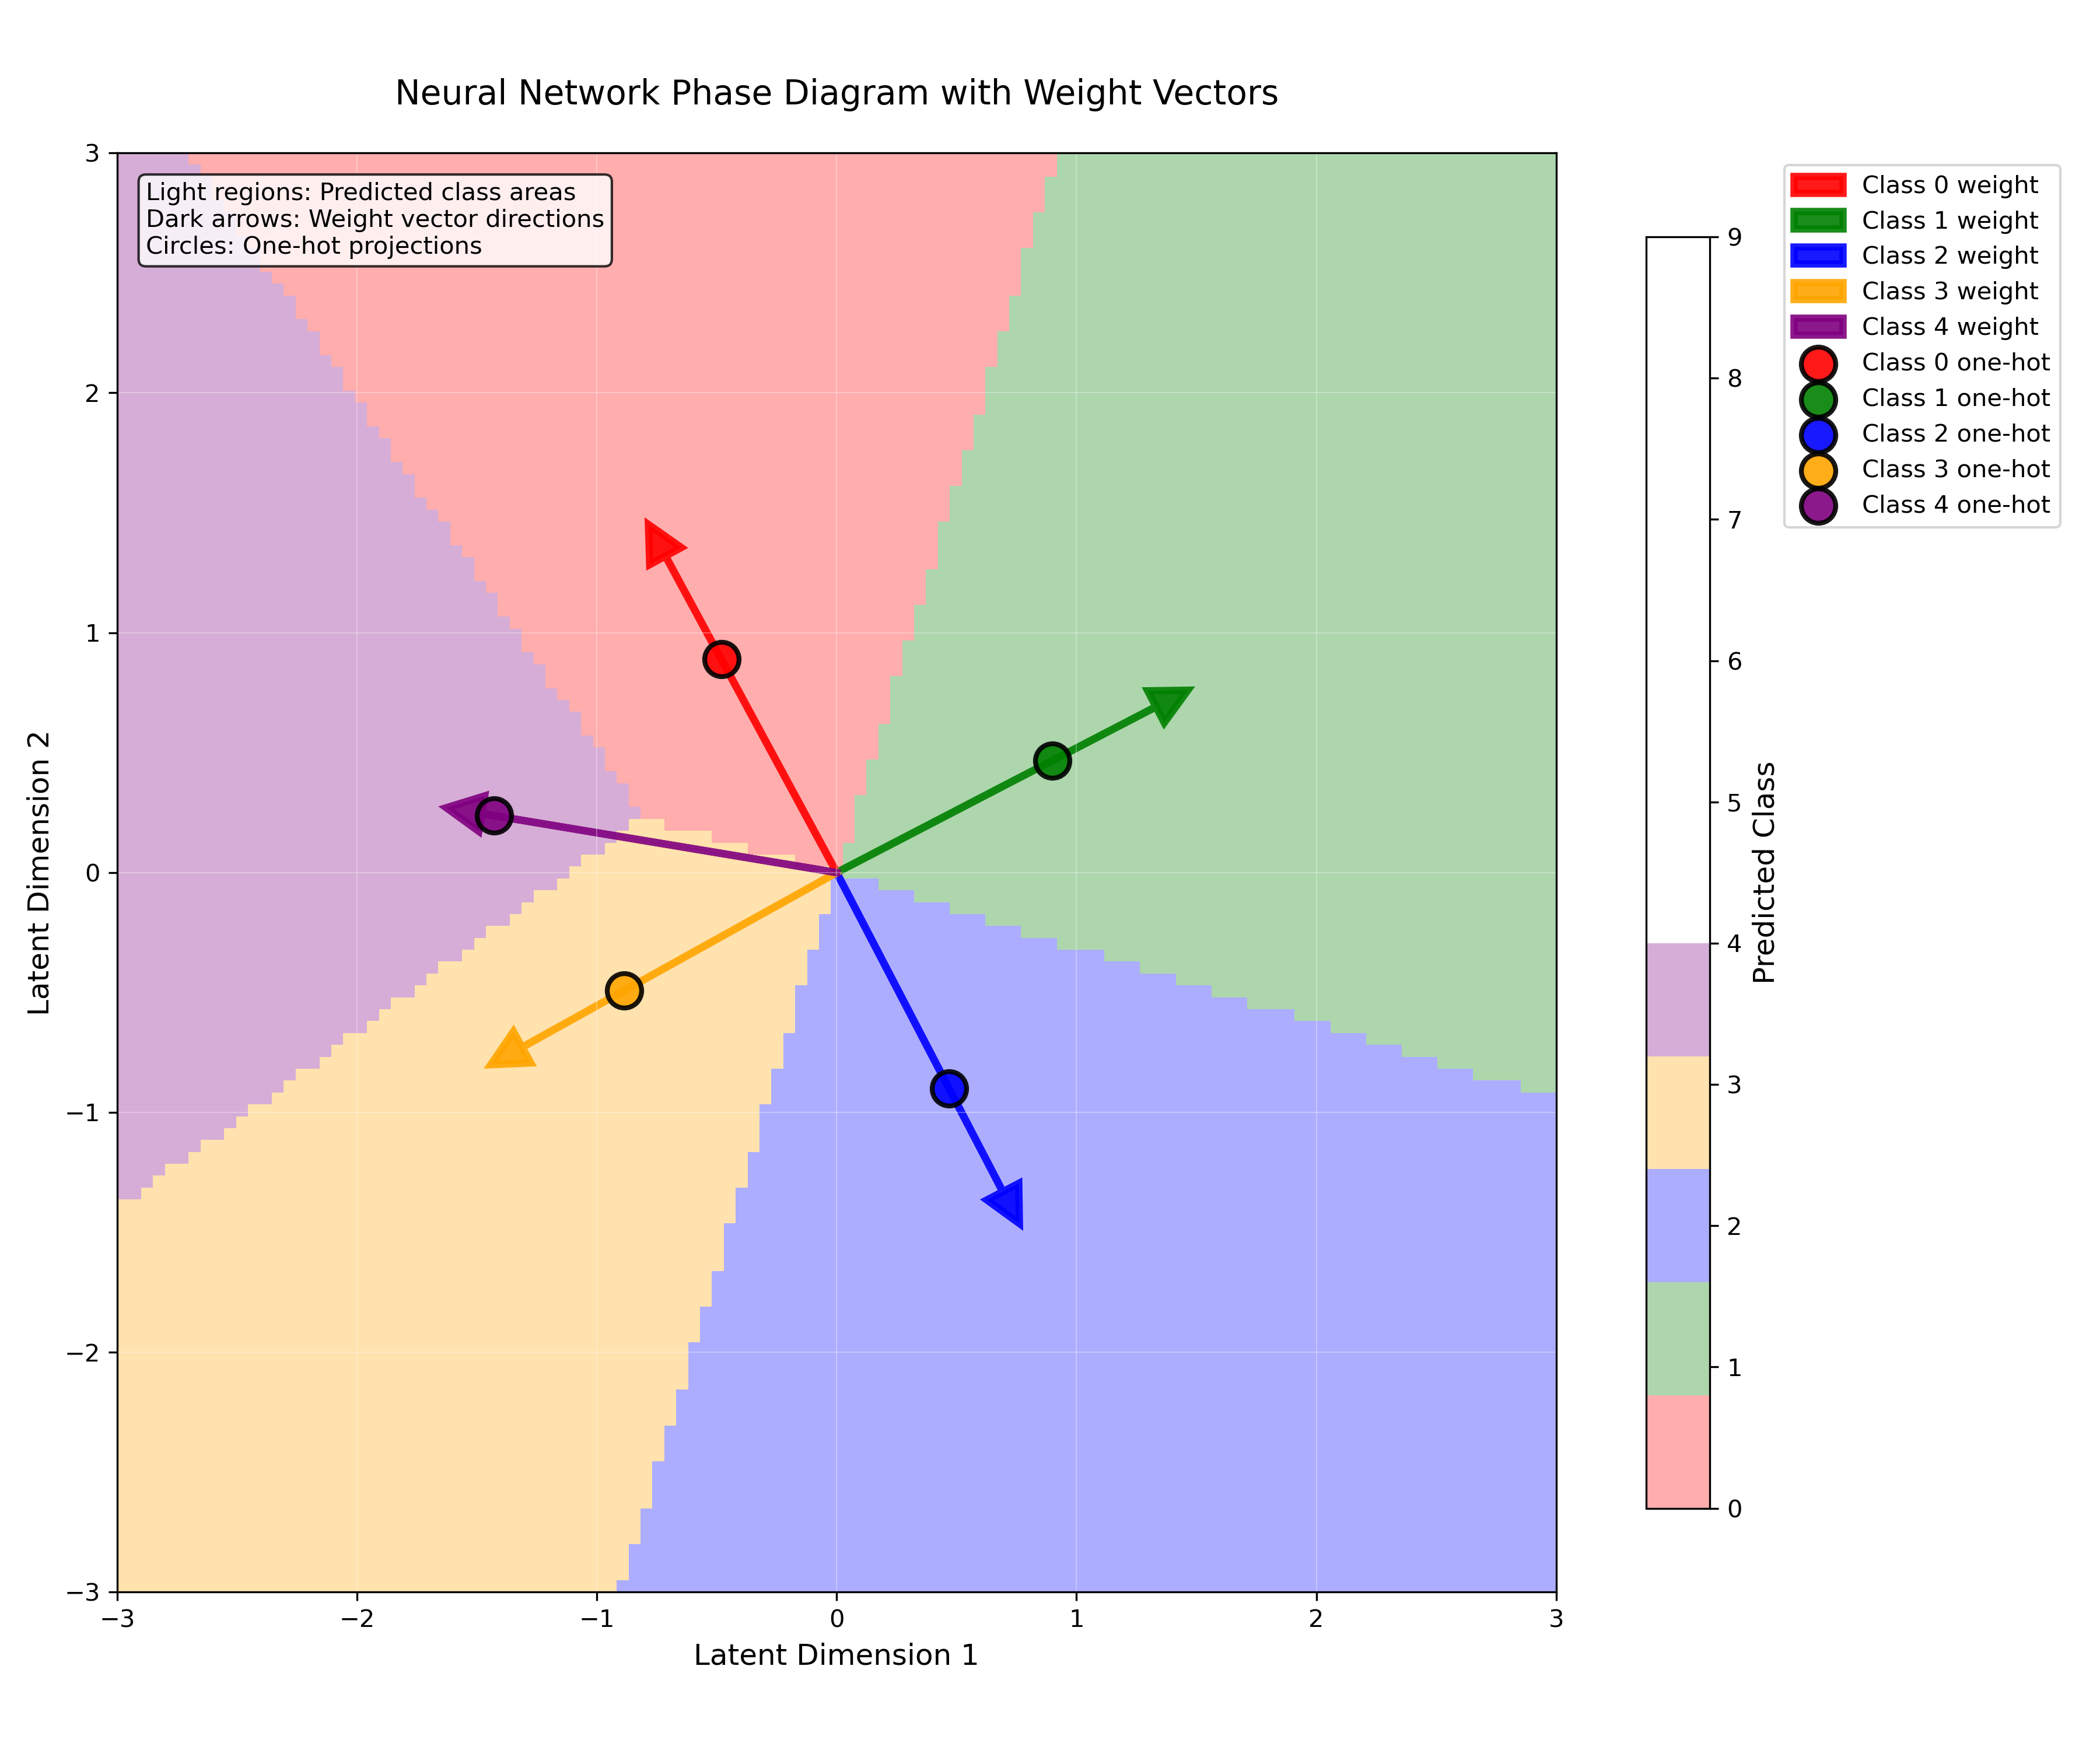 Neural Network Phase Diagram with Weight Vectors
Light regions: Predicted class areas
Dark arrows: Weight vector directions
Circles: One-hot projections
3
2
1
0
−1
−2
−3
Latent Dimension 2
−3
−2
−1
0
1
2
3
Latent Dimension 1
9
8
7
6
5
4
3
2
1
0
Predicted Class
Class 0 weight
Class 1 weight
Class 2 weight
Class 3 weight
Class 4 weight
Class 0 one-hot
Class 1 one-hot
Class 2 one-hot
Class 3 one-hot
Class 4 one-hot